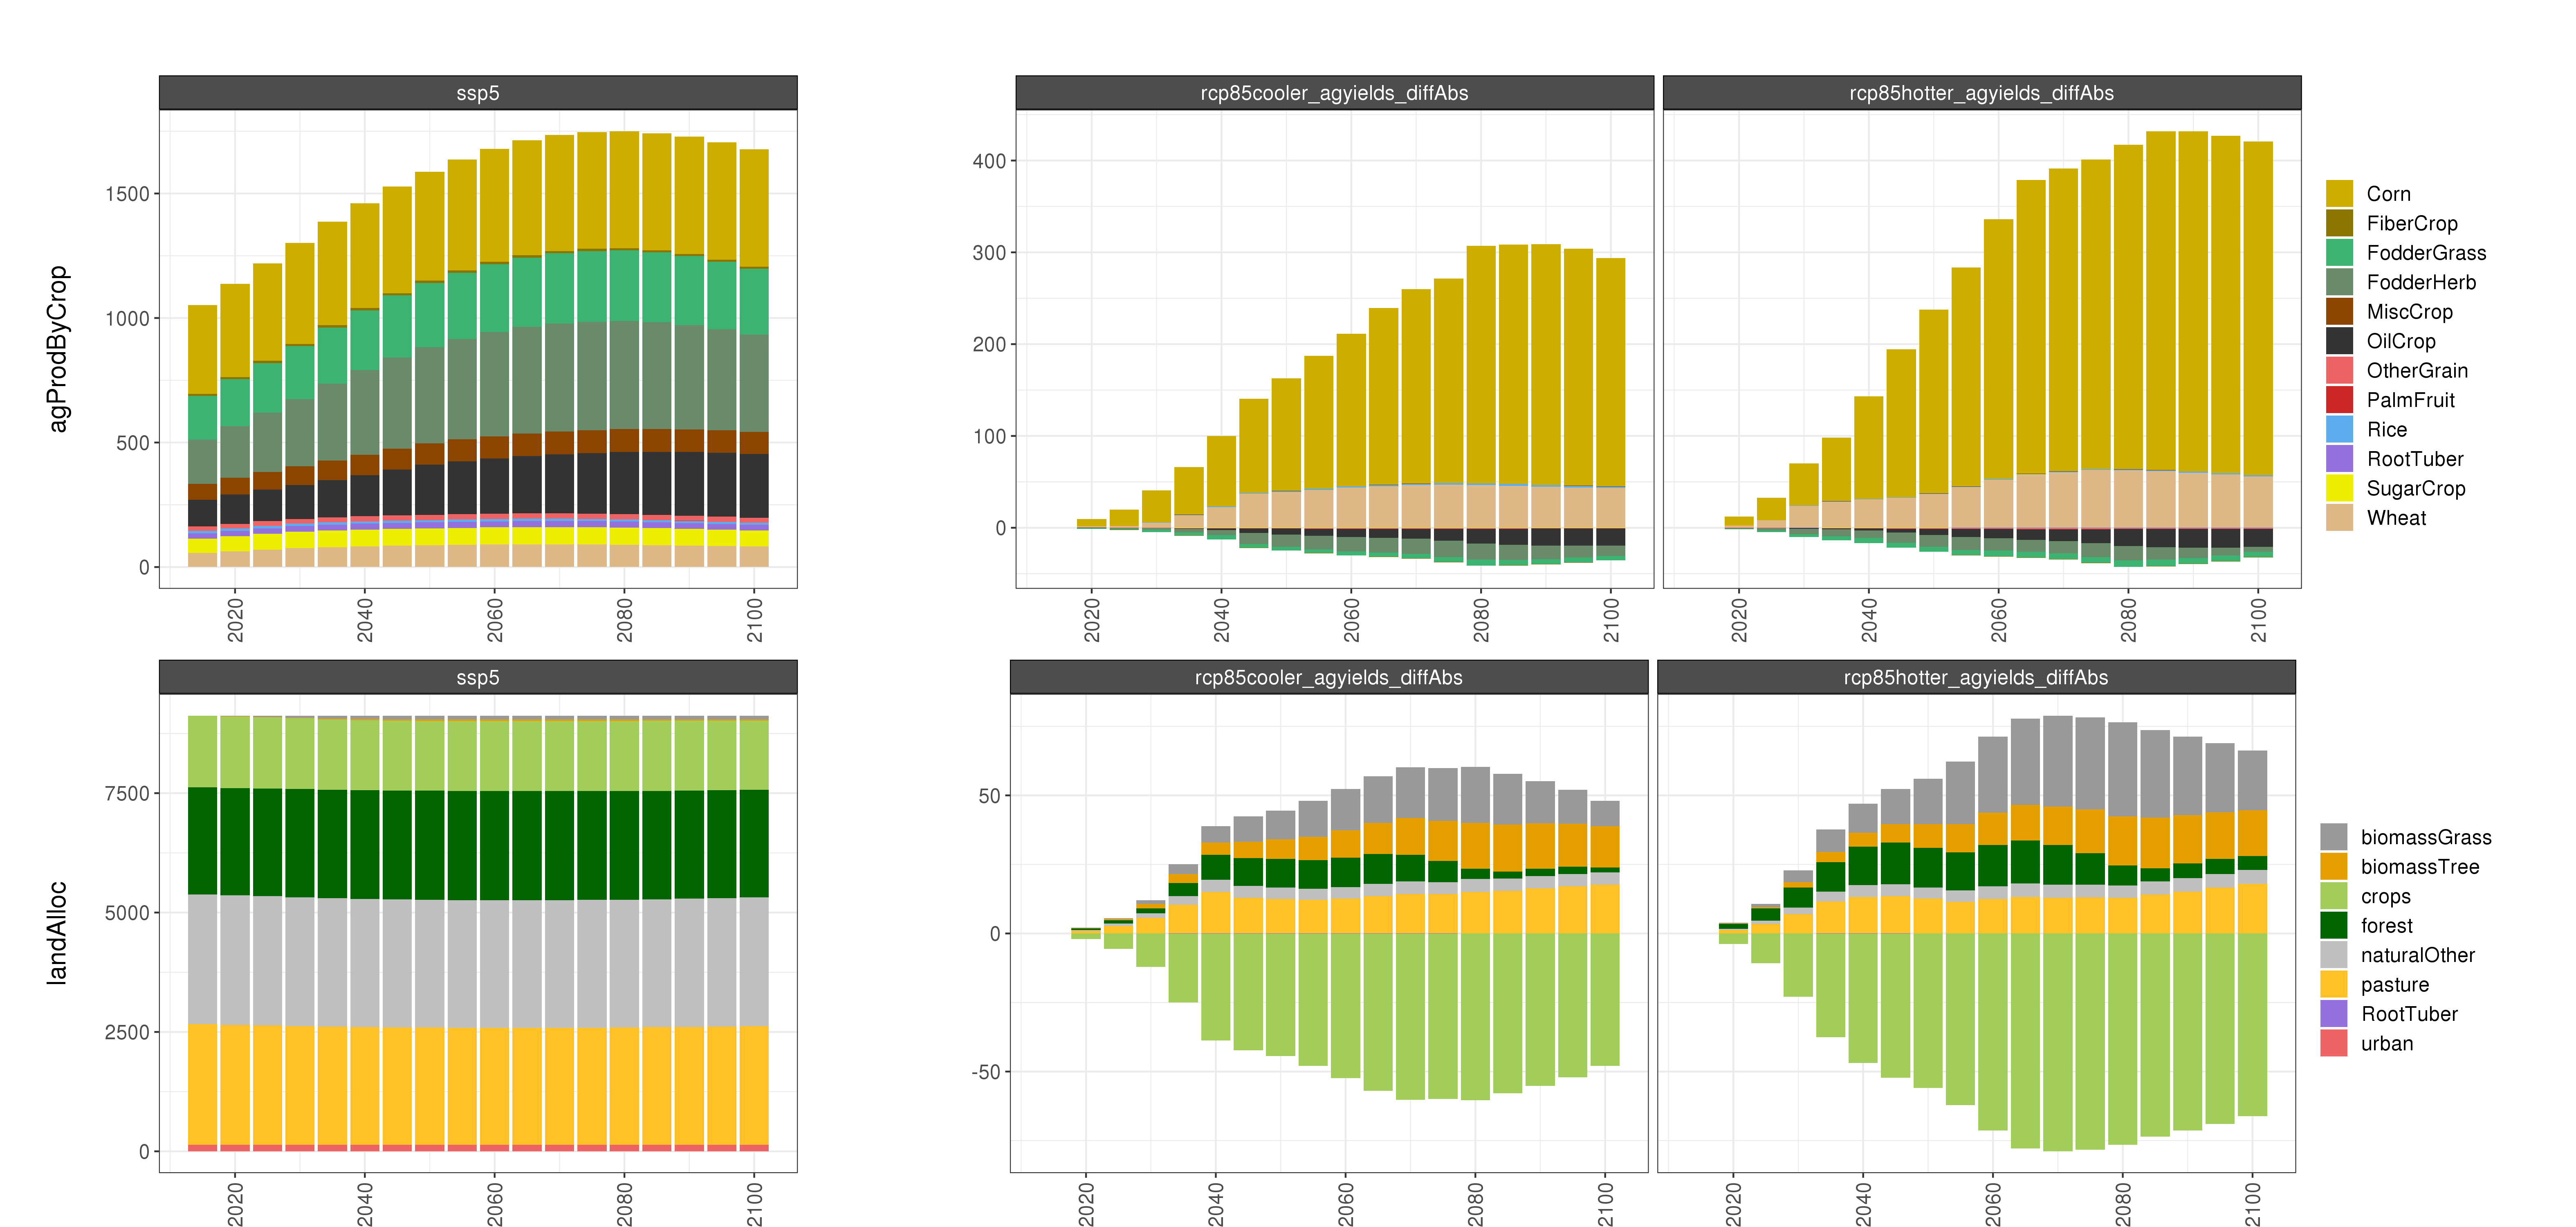 ssp5
rcp85cooler_agyields_diffAbs
rcp85hotter_agyields_diffAbs
agProdByCrop
1500
1000
500
0
400
300
200
100
0
2020
2040
2060
2080
2100
2020
2040
2060
2080
2100
2020
2040
2060
2080
2100
Corn
FiberCrop
FodderGrass
FodderHerb
MiscCrop
OilCrop
OtherGrain
PalmFruit
Rice
RootTuber
SugarCrop
Wheat
ssp5
rcp85cooler_agyields_diffAbs
rcp85hotter_agyields_diffAbs
landAlloc
7500
5000
2500
0
50
0
-50
2020
2040
2060
2080
2100
2020
2040
2060
2080
2100
2020
2040
2060
2080
2100
biomassGrass
biomassTree
crops
forest
naturalOther
pasture
RootTuber
urban